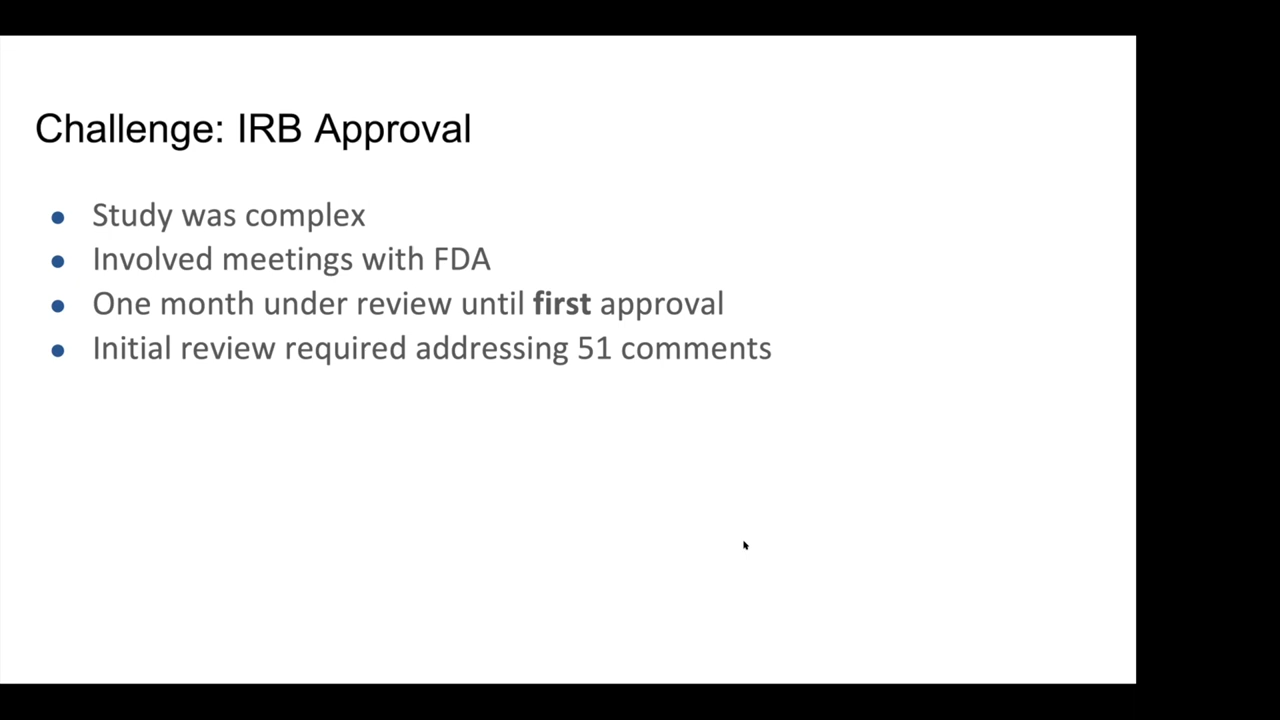 Challenge: IRB Approval
● Study was complex
● Involved meetings with FDA
● One month under review until first approval
● Initial review required addressing 51 comments